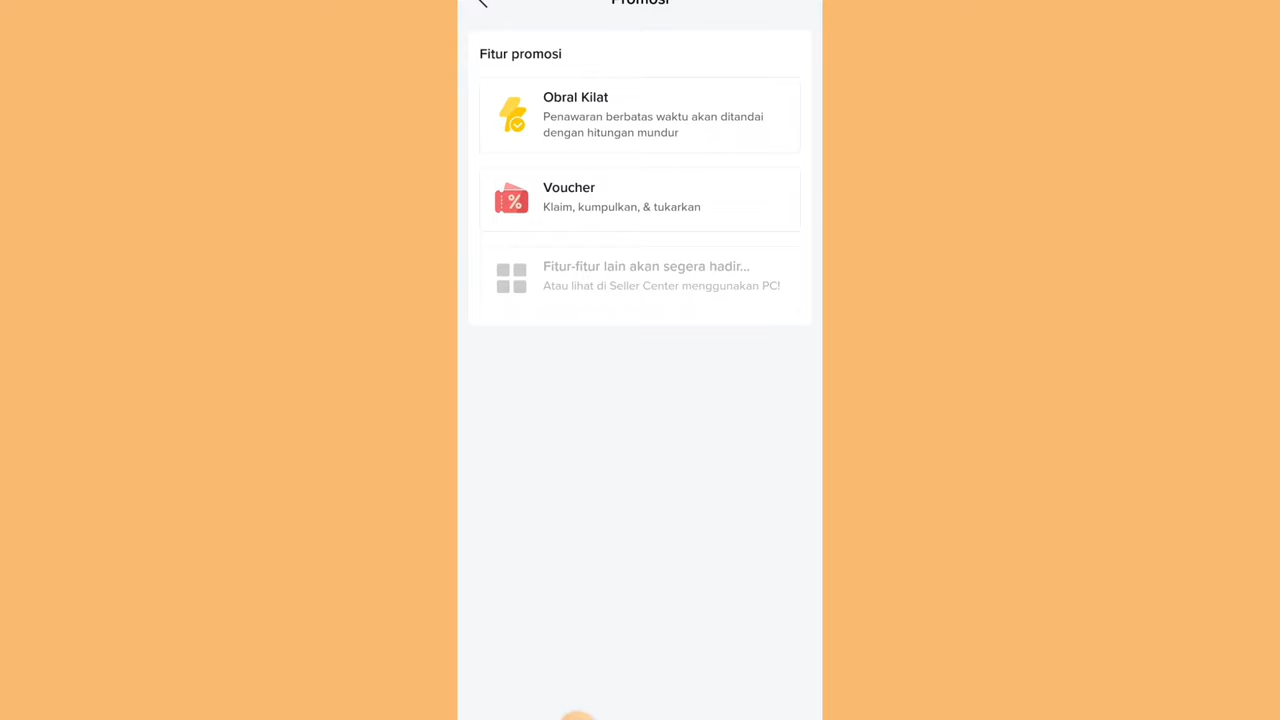 Promosi
Fitur promosi
Obral Kilat
Penawaran berbatas waktu akan ditandai
dengan hitungan mundur
Voucher
Klaim, kumpulkan, & tukarkan
Fitur-fitur lain akan segera hadir...
Atau lihat di Seller Center menggunakan PC!